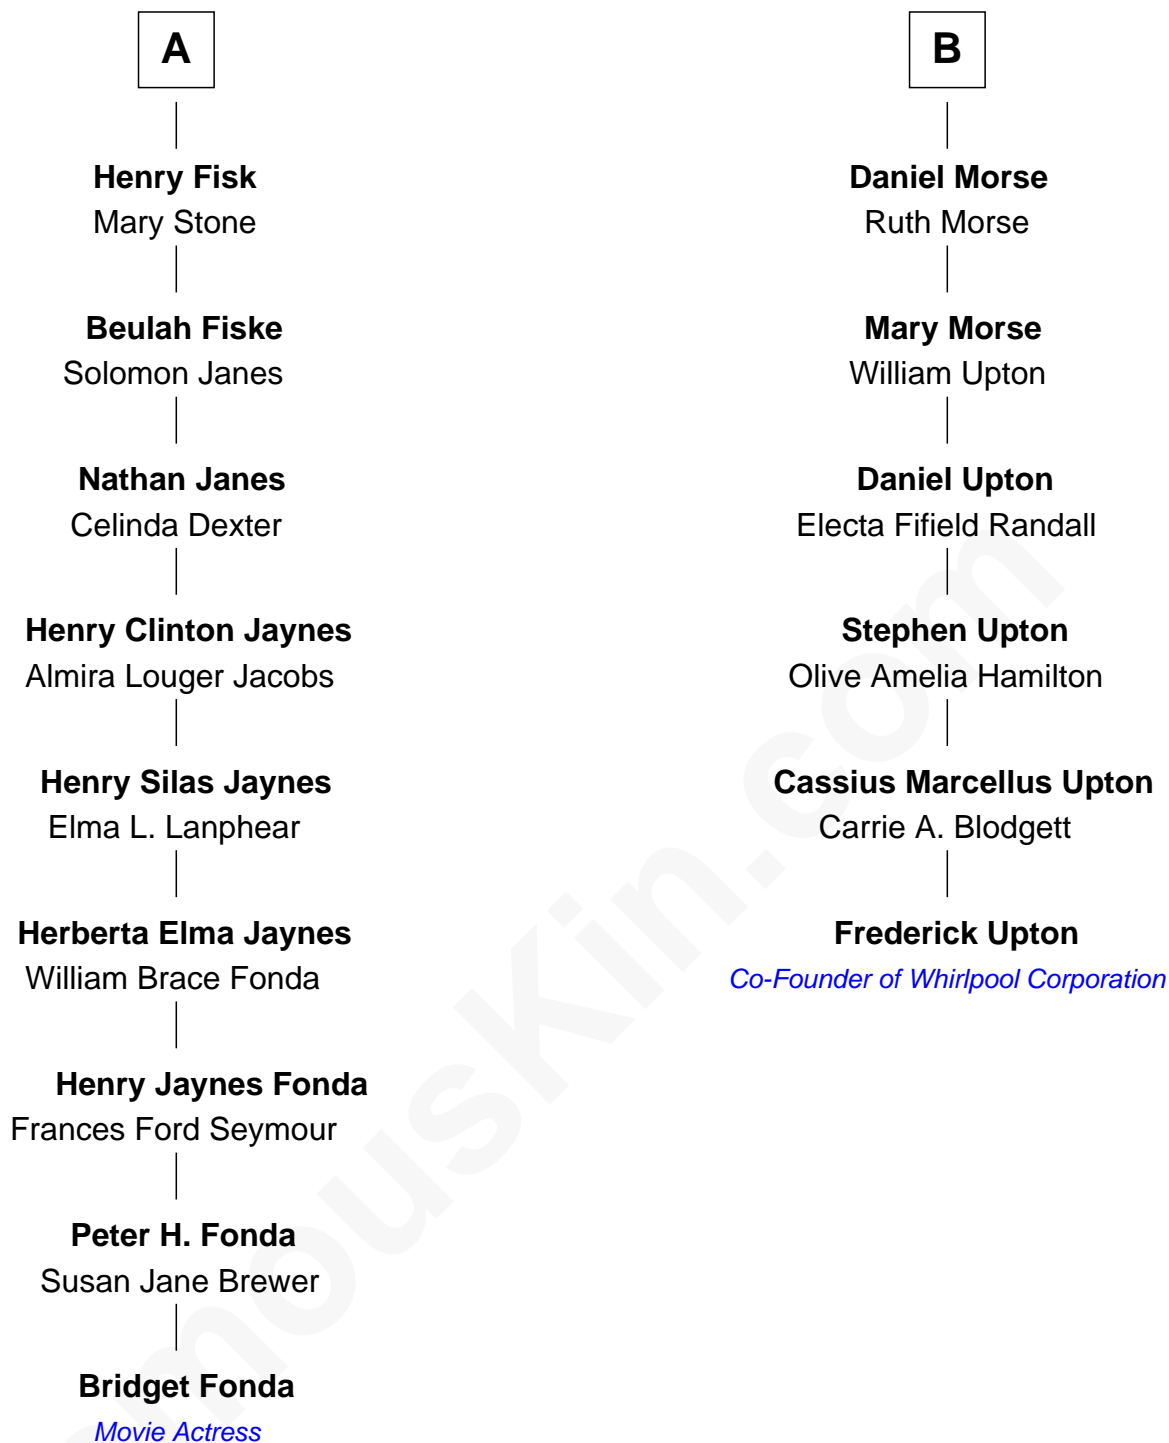 A
Henry Fisk
Mary Stone
Beulah Fiske
Solomon Janes
Nathan Janes
Celinda Dexter
Henry Clinton Jaynes
Almira Louger Jacobs
Henry Silas Jaynes
Elma L. Lanphear
Herberta Elma Jaynes
William Brace Fonda
Henry Jaynes Fonda
Frances Ford Seymour
Peter H. Fonda
Susan Jane Brewer
Bridget Fonda
Movie Actress
B
Daniel Morse
Ruth Morse
Mary Morse
William Upton
Daniel Upton
Electa Fifield Randall
Stephen Upton
Olive Amelia Hamilton
Cassius Marcellus Upton
Carrie A. Blodgett
Frederick Upton
Co-Founder of Whirlpool Corporation
mousKin.com